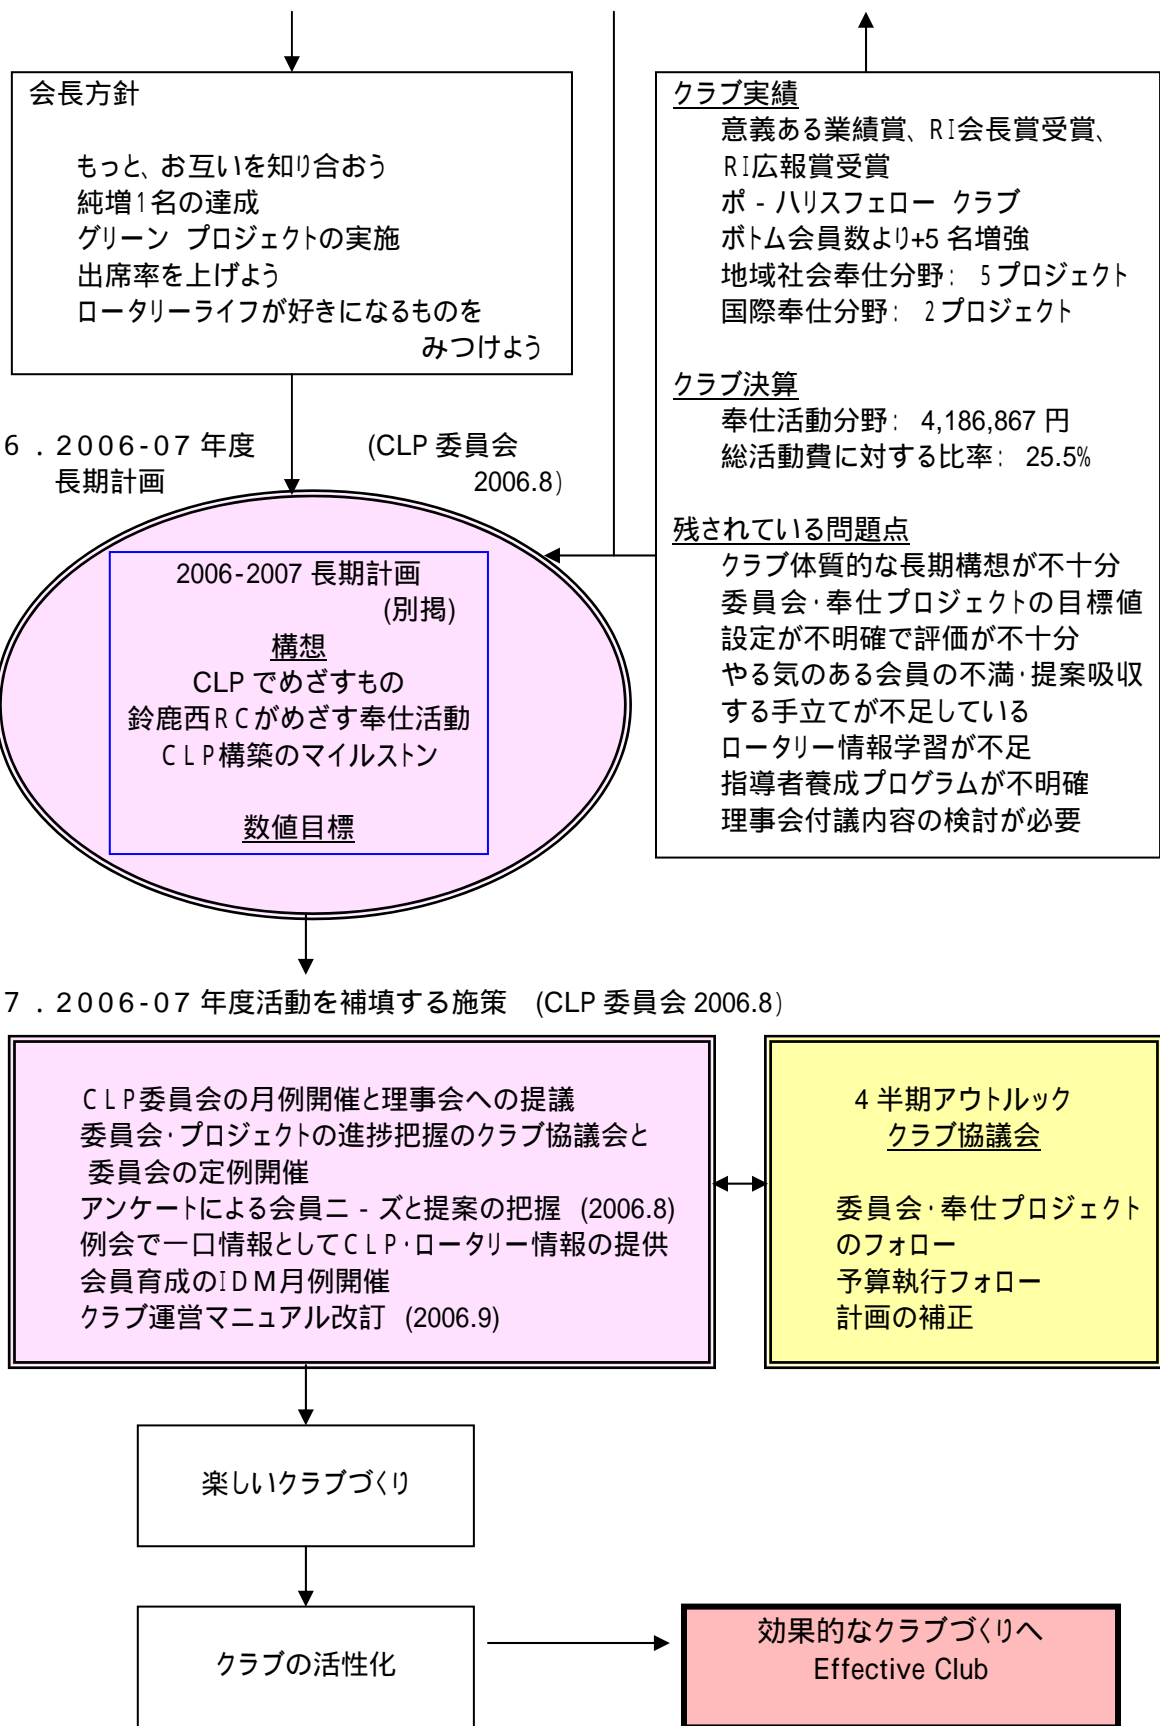 会長方針
もっと、お互いを知り合おう
純増1名の達成
グリーン プロジェクトの実施
出席率を上げよう
ロータリーライフが好きになるものを
みつけよう
クラブ実績
意義ある業績賞、RI会長賞受賞、
RI広報賞受賞
ポ-ハリスフェロー クラブ
ボトム会員数より+5 名増強
地域社会奉仕分野: 5プロジェクト
国際奉仕分野: 2プロジェクト
クラブ決算
奉仕活動分野: 4,186,867 円
総活動費に対する比率: 25.5%
残されている問題点
クラブ体質的な長期構想が不十分
委員会・奉仕プロジェクトの目標値
設定が不明確で評価が不十分
やる気のある会員の不満・提案吸収
する手立てが不足している
ロータリー情報学習が不足
指導者養成プログラムが不明確
理事会付議内容の検討が必要
6.2006-07 年度 (CLP 委員会
長期計画 2006.8)
2006-2007 長期計画
(別掲)
構想
CLP でめざすもの
鈴鹿西RCがめざす奉仕活動
CLP構築のマイルストン
数値目標
7.2006-07 年度活動を補填する施策 (CLP 委員会 2006.8)
CLP委員会の月例開催と理事会への提議
委員会・プロジェクトの進捗把握のクラブ協議会と
委員会の定例開催
アンケートによる会員ニ-ズと提案の把握 (2006.8)
例会で一口情報としてCLP・ロータリー情報の提供
会員育成のIDM月例開催
クラブ運営マニュアル改訂 (2006.9)
4 半期アウトルック
クラブ協議会
委員会・奉仕プロジェクト
のフォロー
予算執行フォロー
計画の補正
楽しいクラブづくり
クラブの活性化
効果的なクラブづくりへ
Effective Club